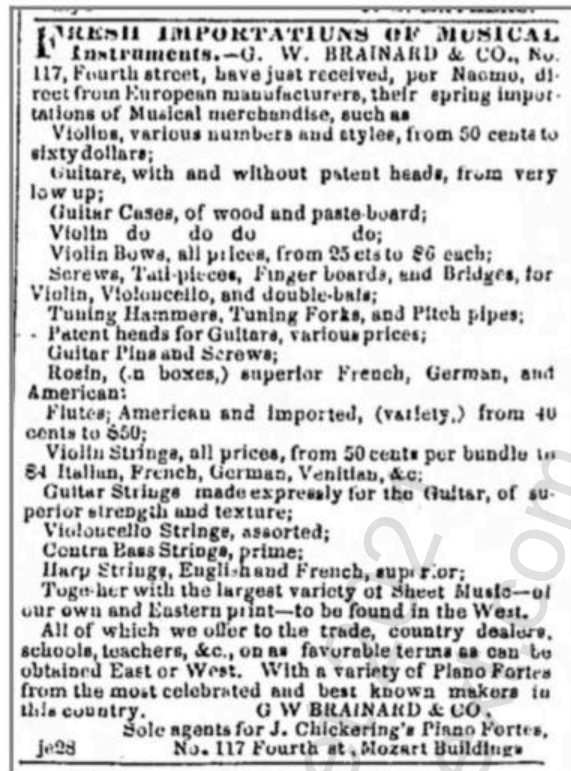 FRESH IMPORTATIUNS OF MUSICAL
Instruments.—G. W. BRAINARD & CO., No.
117, Fourth street, have just received, per Naomo, di-
rect from European manufacturers, their spring impor-
tations of Musical merchandise, such as
Violins, various numbers and styles, from 50 cents to
sixty dollars;
Guitars, with and without patent heads, from very
low up;
Guitar Cases, of wood and paste-board;
Violin do do do do;
Violin Bows, all prices, from 25 cts to $6 each;
Screws, Tail-pieces, Finger boards, and Bridges, for
Violin, Violoncello, and double-bals;
Tuning Hammers, Tuning Forks, and Pitch pipes;
Patent heads for Guitars, various prices;
Guitar Pins and Screws;
Rosin, (in boxes,) superior French, German, and
American;
Flutes; American and imported, (variety,) from 40
cents to $50;
Violin Strings, all prices, from 50 cents per bundle to
$4 Italian, French, German, Venitian, &c;
Guitar Strings made expressly for the Guitar, of su-
perior strength and texture;
Violoncello Strings, assorted;
Contra Bass Strings, prime;
Harp Strings, English and French, superior;
Together with the largest variety of Sheet Music—of
our own and Eastern print—to be found in the West.
All of which we offer to the trade, country dealers,
schools, teachers, &c., on as favorable terms as can be
obtained East or West. With a variety of Piano Fortes
from the most celebrated and best known makers in
this country. G W BRAINARD & CO.
Sole agents for J. Chickering's Piano Fortes,
je28 No. 117 Fourth st, Mozart Buildings